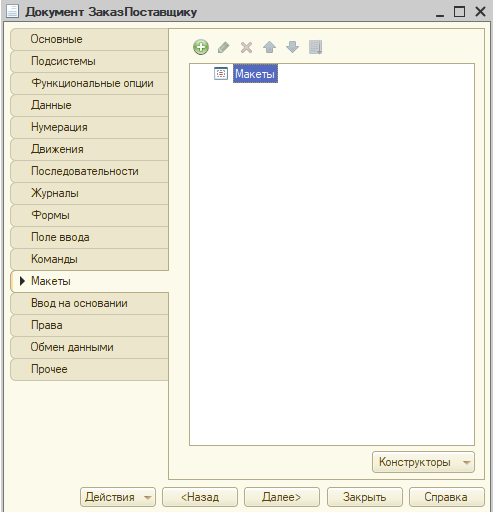 Документ ЗаказПоставщику
Основные
Подсистемы
Функциональные опции
Данные
Нумерация
Движения
Последовательности
Журналы
Формы
Поле ввода
Команды
Макеты
Ввод на основании
Права
Обмен данными
Прочее
Макеты
Конструкторы
Действия
<Назад
Далее>
Закрыть
Справка